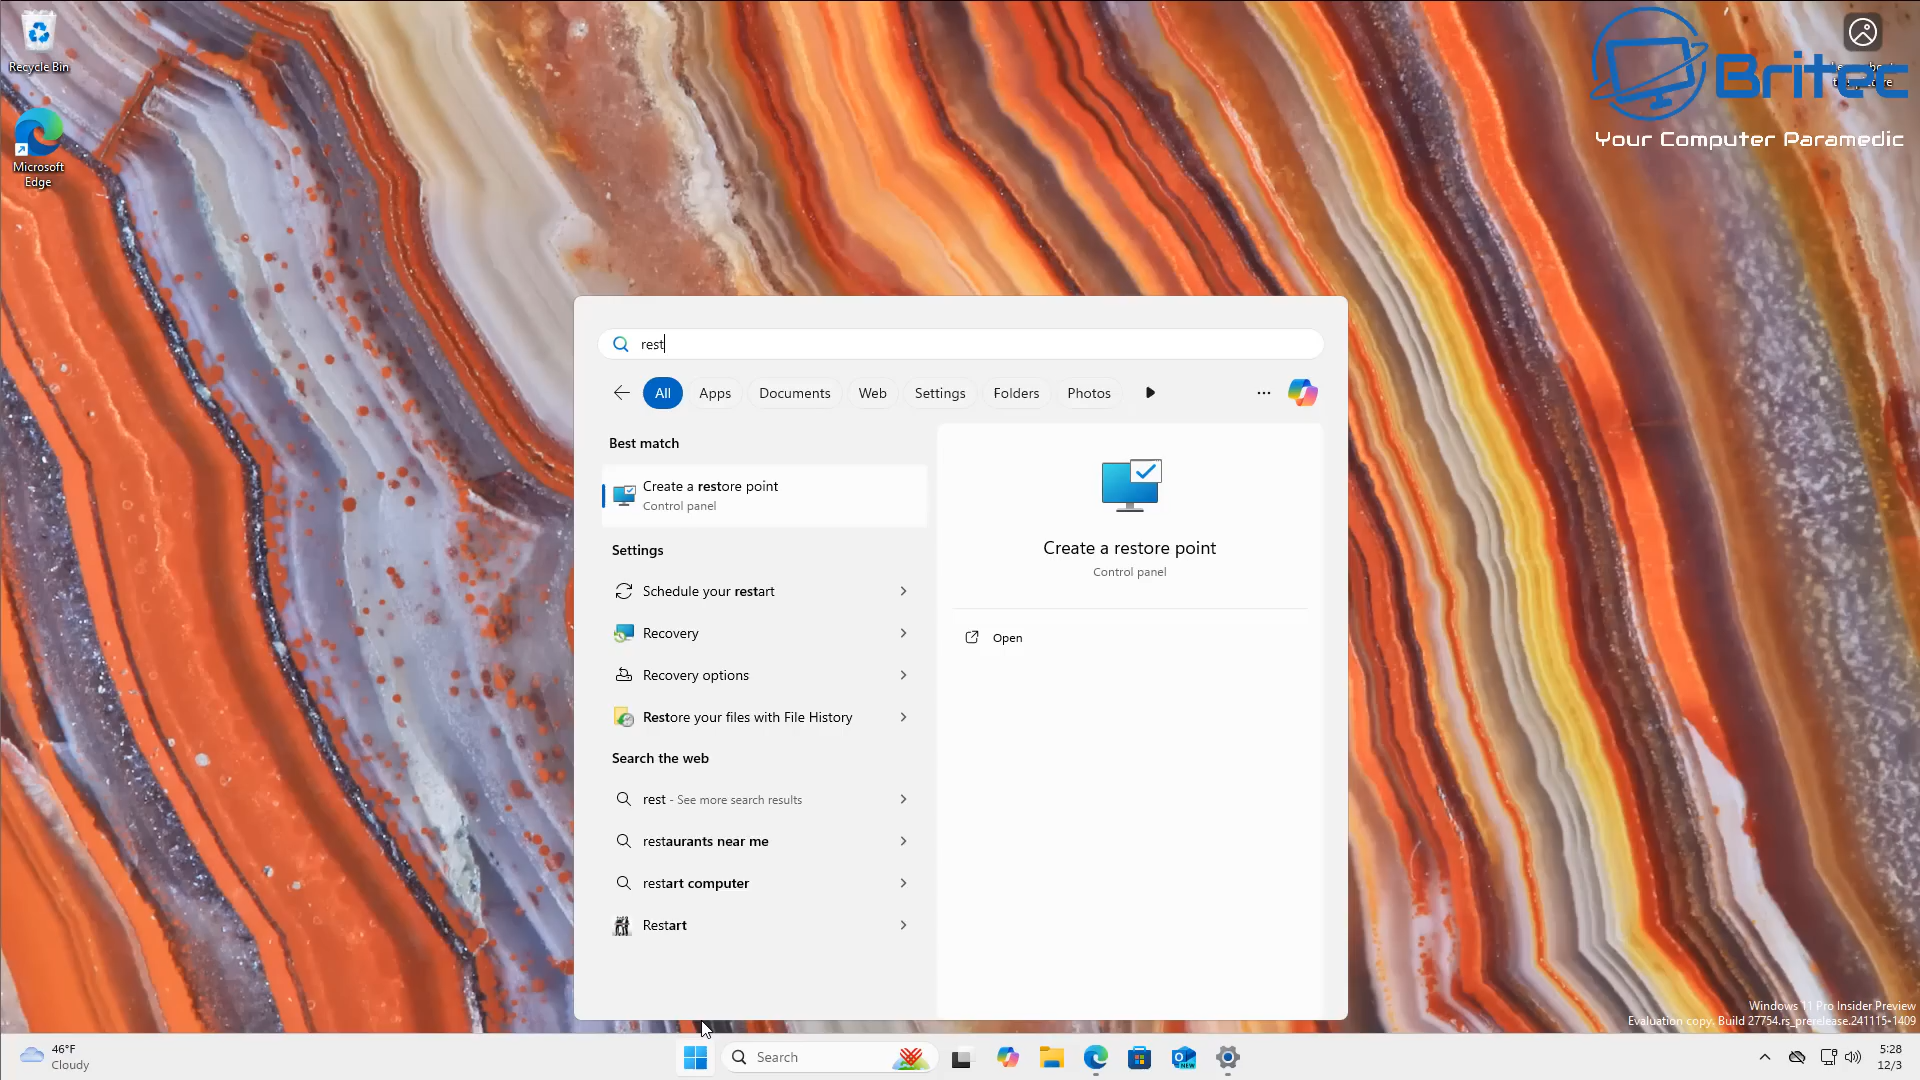 Recycle Bin
Microsoft
Edge
Britec
Your Computer Paramedic
rest
All
Apps
Documents
Web
Settings
Folders
Photos
Best match
Create a restore point
Control panel
Settings
Schedule your restart
Recovery
Recovery options
Restore your files with File History
Search the web
rest - See more search results
restaurants near me
restart computer
Restart
Create a restore point
Control panel
Open
Windows 11 Pro Insider Preview
Evaluation copy. Build 27754.rs_prerelease.241115-1409
46°F
Cloudy
Search
NEW
5:28
12/3